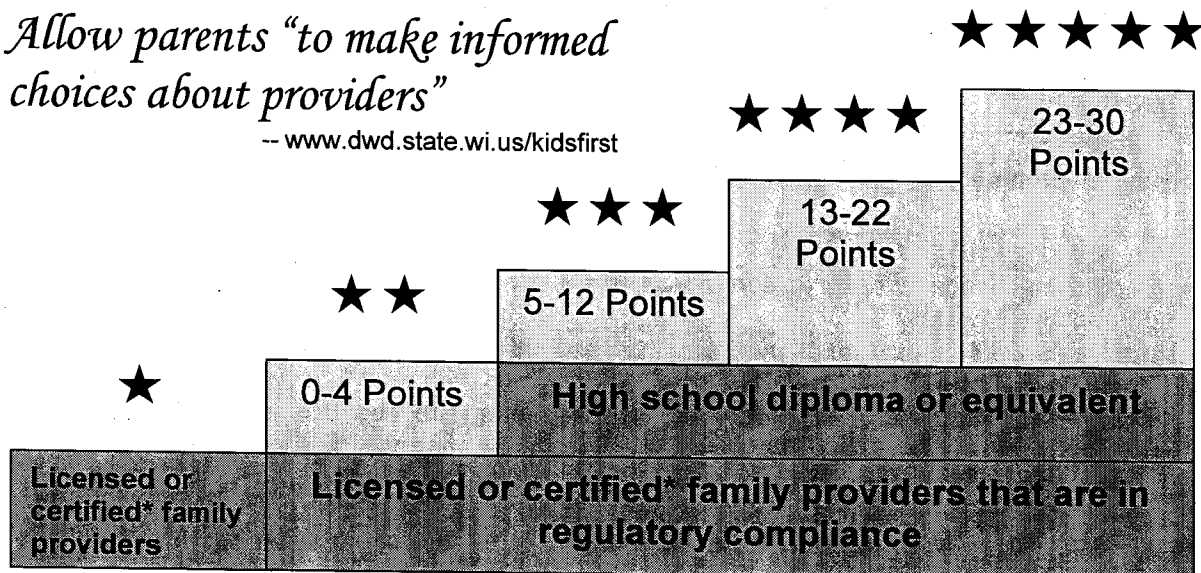 Allow parents “to make informed
choices about providers”
-- www.dwd.state.wi.us/kidsfirst
★★★★★
23-30
Points
★★★★
13-22
Points
★★★
5-12 Points
★★
0-4 Points
High school diploma or equivalent
★
Licensed or
certified* family
providers
Licensed or certified* family providers that are in
regulatory compliance